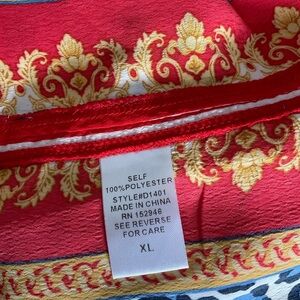 SELF
100%POLYESTER
STYLE#D1401
MADE IN CHINA
RN 152946
SEE REVERSE
FOR CARE
XL